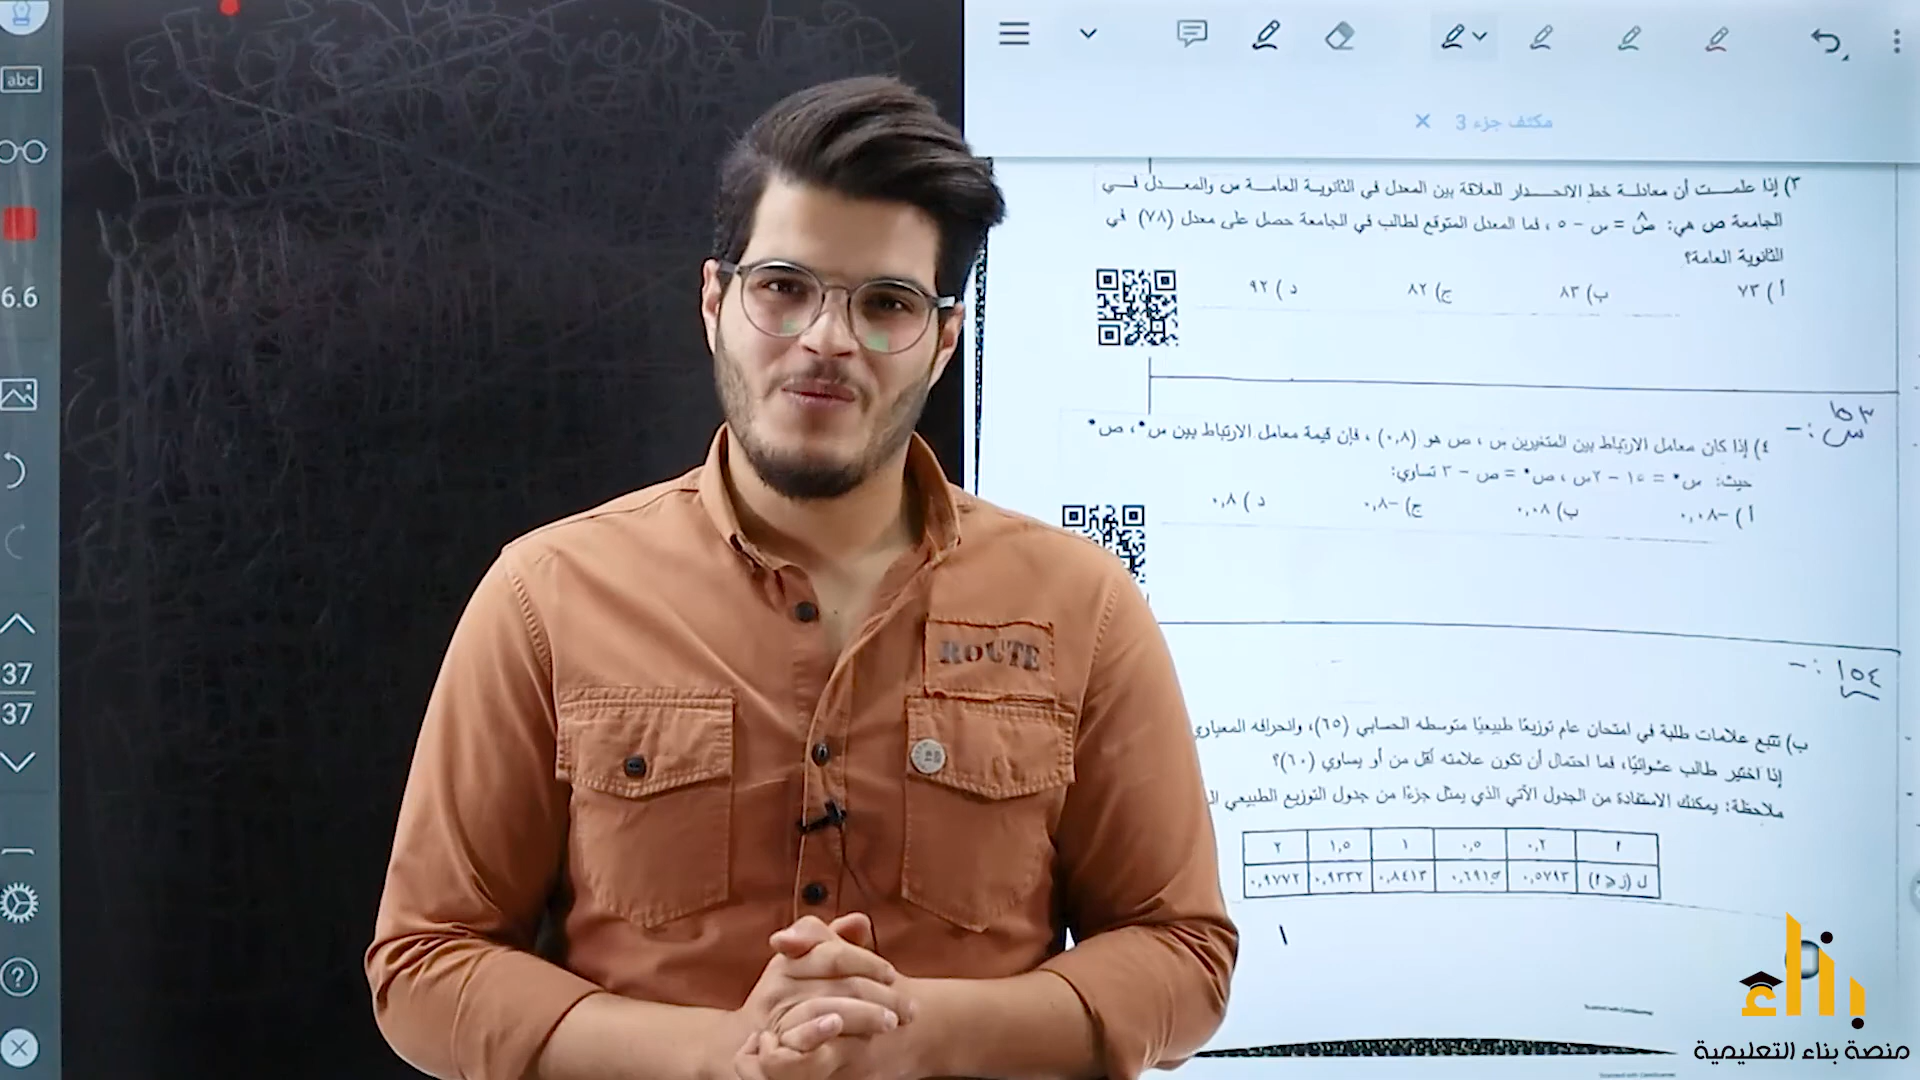 abc
6.6
37
37
مكثف جزء 3 ×
٣) إذا علمت أن معادلة خط الانحدار للعلاقة بين المعدل في الثانوية العامة س والمعدل في
الجامعة ص هي: ص^ = س - ٥ ، فما المعدل المتوقع لطالب في الجامعة حصل على معدل (٧٨) في
الثانوية العامة؟
أ ) ٧٣ ب) ٨٣ ج) ٨٢ د ) ٩٢
٤) إذا كان معامل الارتباط بين المتغيرين س ، ص هو (٠,٨) ، فإن قيمة معامل الارتباط بين س* ، ص*
حيث: س* = ١٥ - ٢س ، ص* = ص - ٣ تساوي:
أ ) -٠,٠٨ ب) ٠,٠٨ ج) -٠,٨ د ) ٠,٨
ب) تتبع علامات طلبة في امتحان عام توزيعًا طبيعيًا متوسطه الحسابي (٦٥)، وانحرافه المعياري
إذا اختير طالب عشوائيًا، فما احتمال أن تكون علامته أقل من أو يساوي (٦٠)؟
ملاحظة: يمكنك الاستفادة من الجدول الآتي الذي يمثل جزءًا من جدول التوزيع الطبيعي
أ ٠,٢ ٠,٥ ١ ١,٥ ٢
ل (ز ≤ أ) ٠,٥٧٩٣ ٠,٦٩١٥ ٠,٨٤١٣ ٠,٩٣٣٢ ٠,٩٧٧٢
ROUTE
بناء
منصة بناء التعليمية